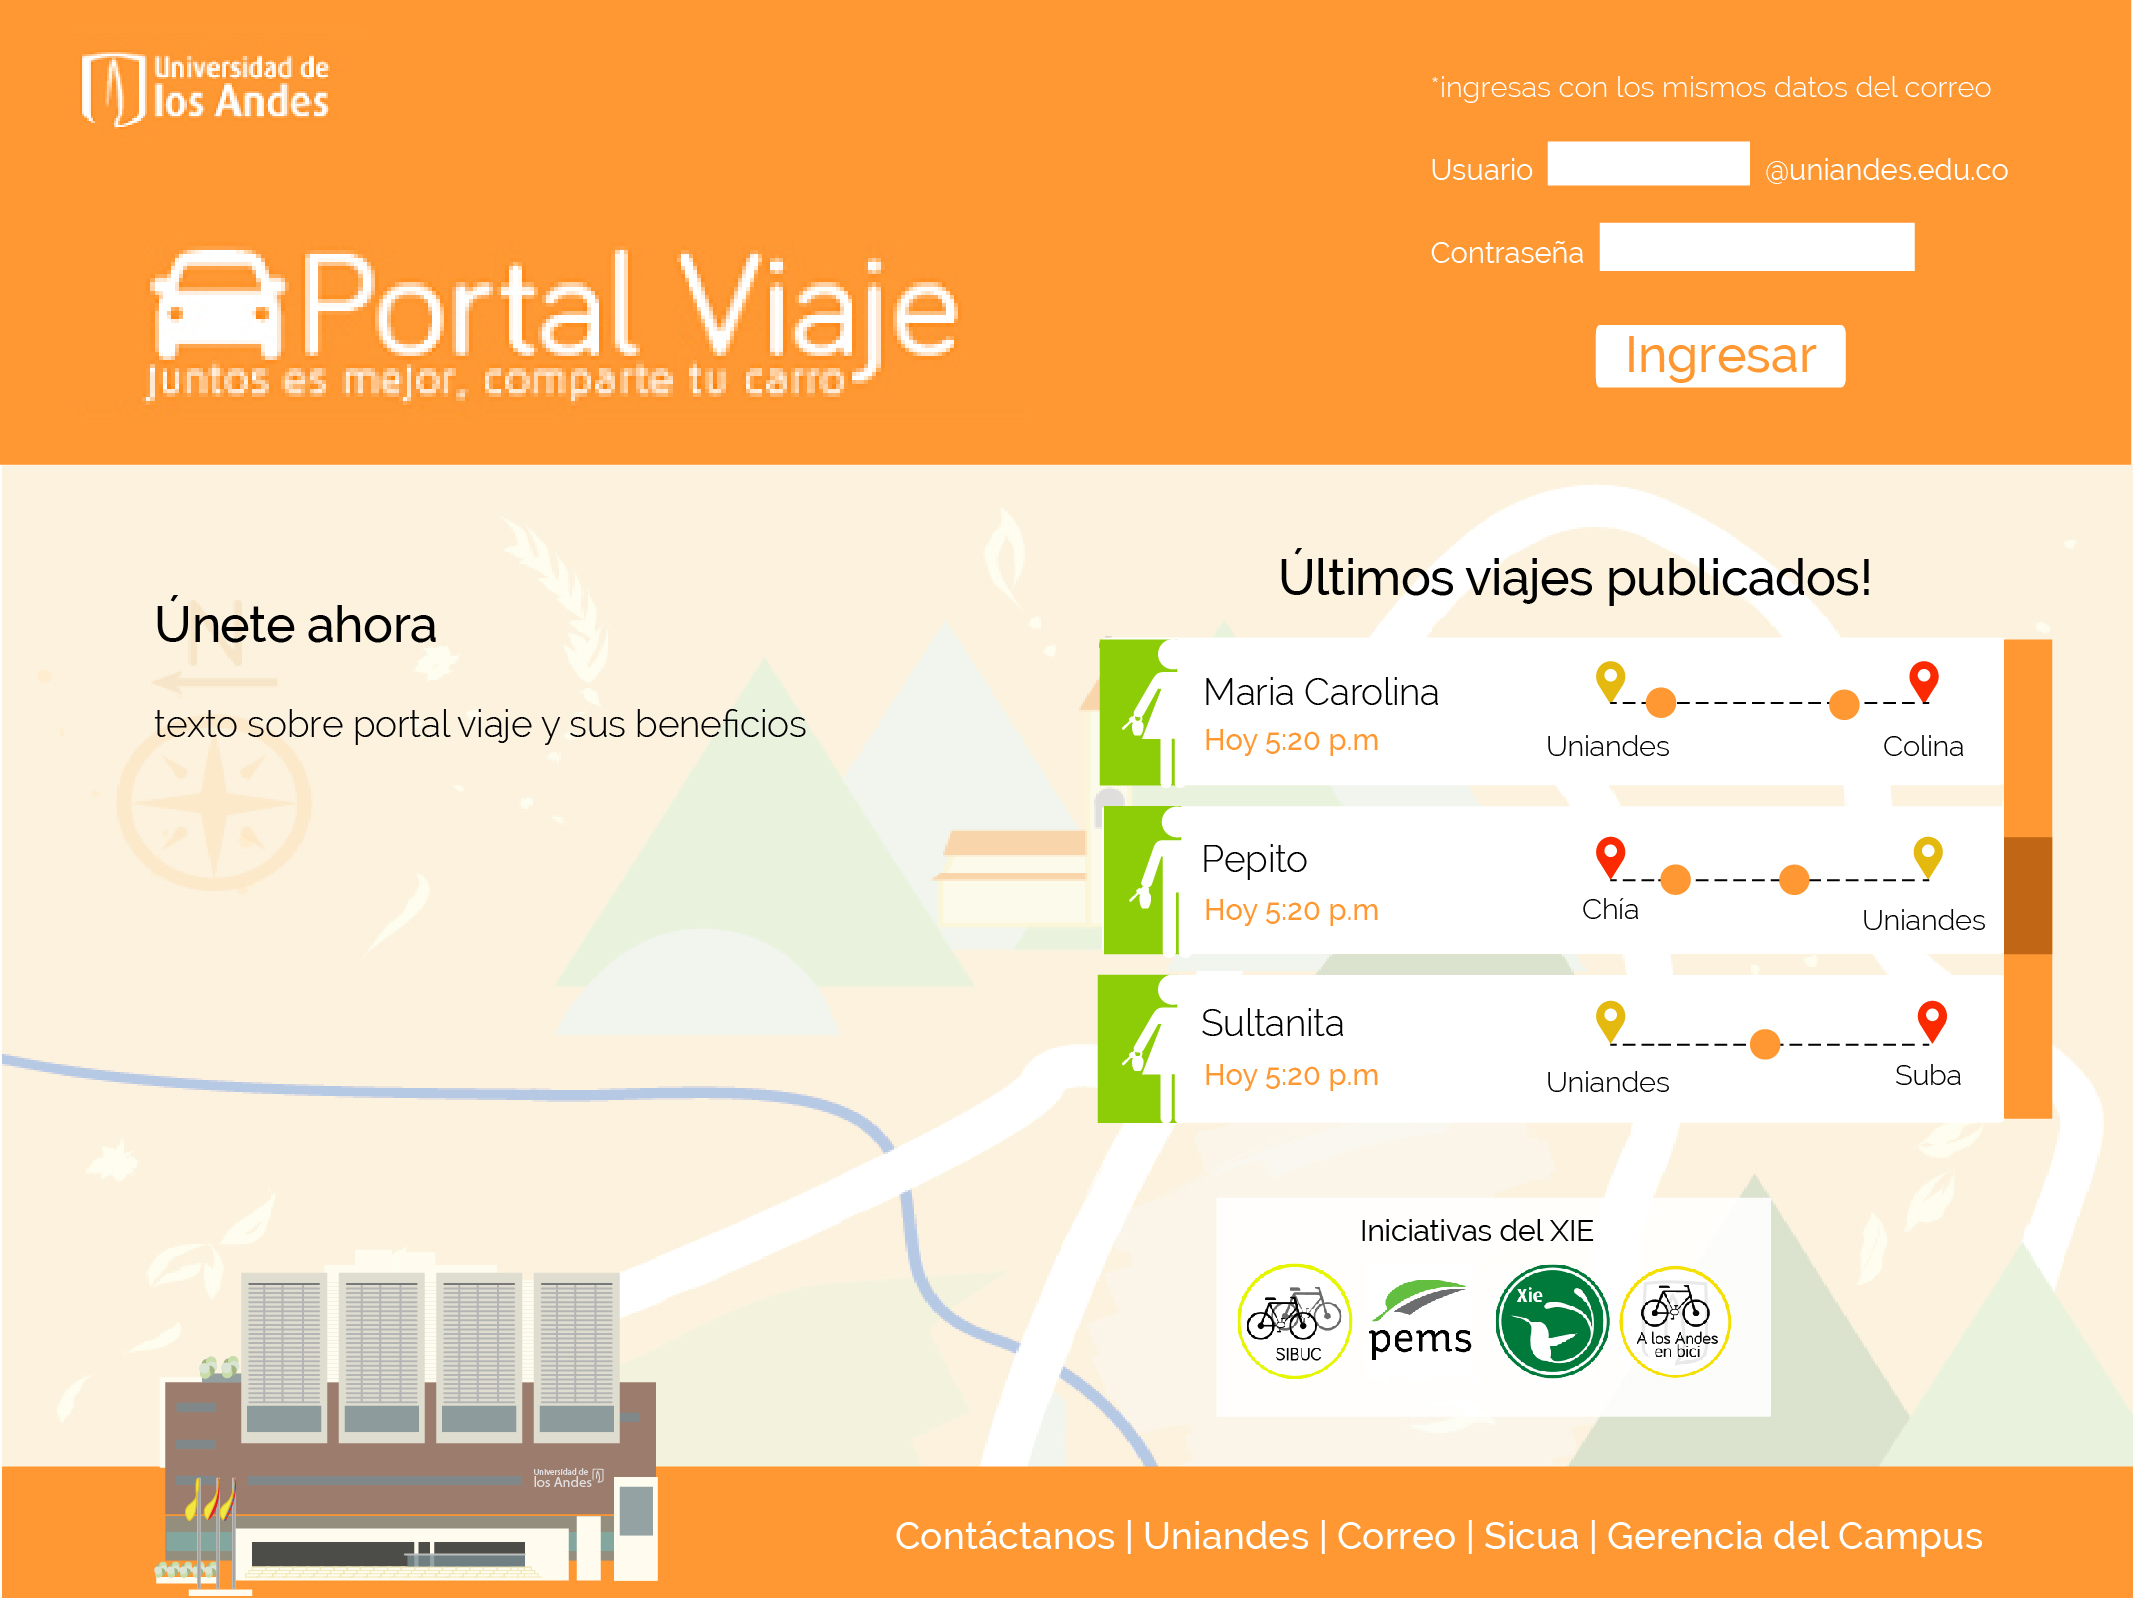 Universidad de
los Andes
*ingresas con los mismos datos del correo
Usuario @uniandes.edu.co
Contraseña
Ingresar
Portal Viaje
juntos es mejor, comparte tu carro
Únete ahora
N
texto sobre portal viaje y sus beneficios
Últimos viajes publicados!
Maria Carolina
Hoy 5:20 p.m
Uniandes Colina
Pepito
Hoy 5:20 p.m
Chía Uniandes
Sultanita
Hoy 5:20 p.m
Uniandes Suba
Iniciativas del XIE
SIBUC
pems
Xie
A los Andes
en bici
Universidad de
los Andes
Contáctanos | Uniandes | Correo | Sicua | Gerencia del Campus